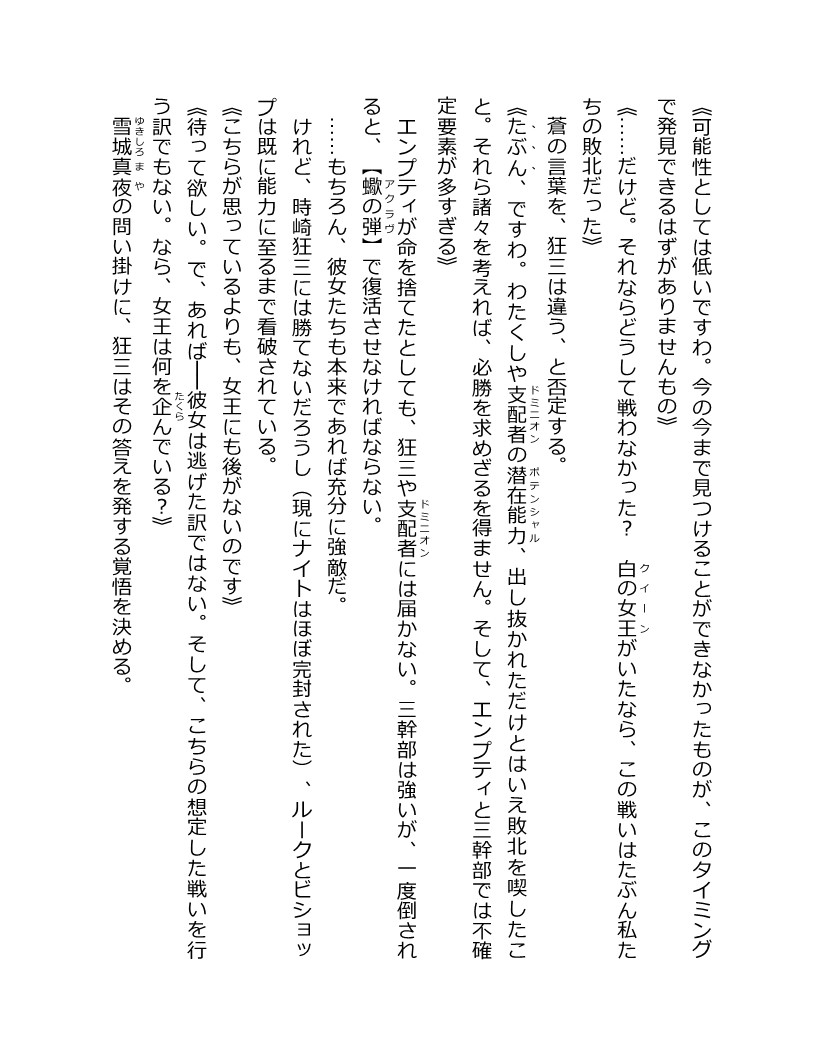 《可能性としては低いですわ。今の今まで見つけることができなかったものが、このタイミング
で発見できるはずがありませんもの》
《……だけど。それならどうして戦わなかった？　白の女王がいたなら、この戦いはたぶん私た
ちの敗北だった》
蒼の言葉を、狂三は違う、と否定する。
《たぶん、ですわ。わたくしや支配者の潜在能力、出し抜かれただけとはいえ敗北を喫したこ
と。それら諸々を考えれば、必勝を求めざるを得ません。そして、エンプティと三幹部では不確
定要素が多すぎる》
エンプティが命を捨てたとしても、狂三や支配者には届かない。三幹部は強いが、一度倒され
ると、【蠍の弾】で復活させなければならない。
……もちろん、彼女たちも本来であれば充分に強敵だ。
けれど、時崎狂三には勝てないだろうし（現にナイトはほぼ完封された）、ルークとビショッ
プは既に能力に至るまで看破されている。
《こちらが思っているよりも、女王にも後がないのです》
《待って欲しい。で、あれば――彼女は逃げた訳ではない。そして、こちらの想定した戦いを行
う訳でもない。なら、女王は何を企んでいる？》
雪城真夜の問い掛けに、狂三はその答えを発する覚悟を決める。